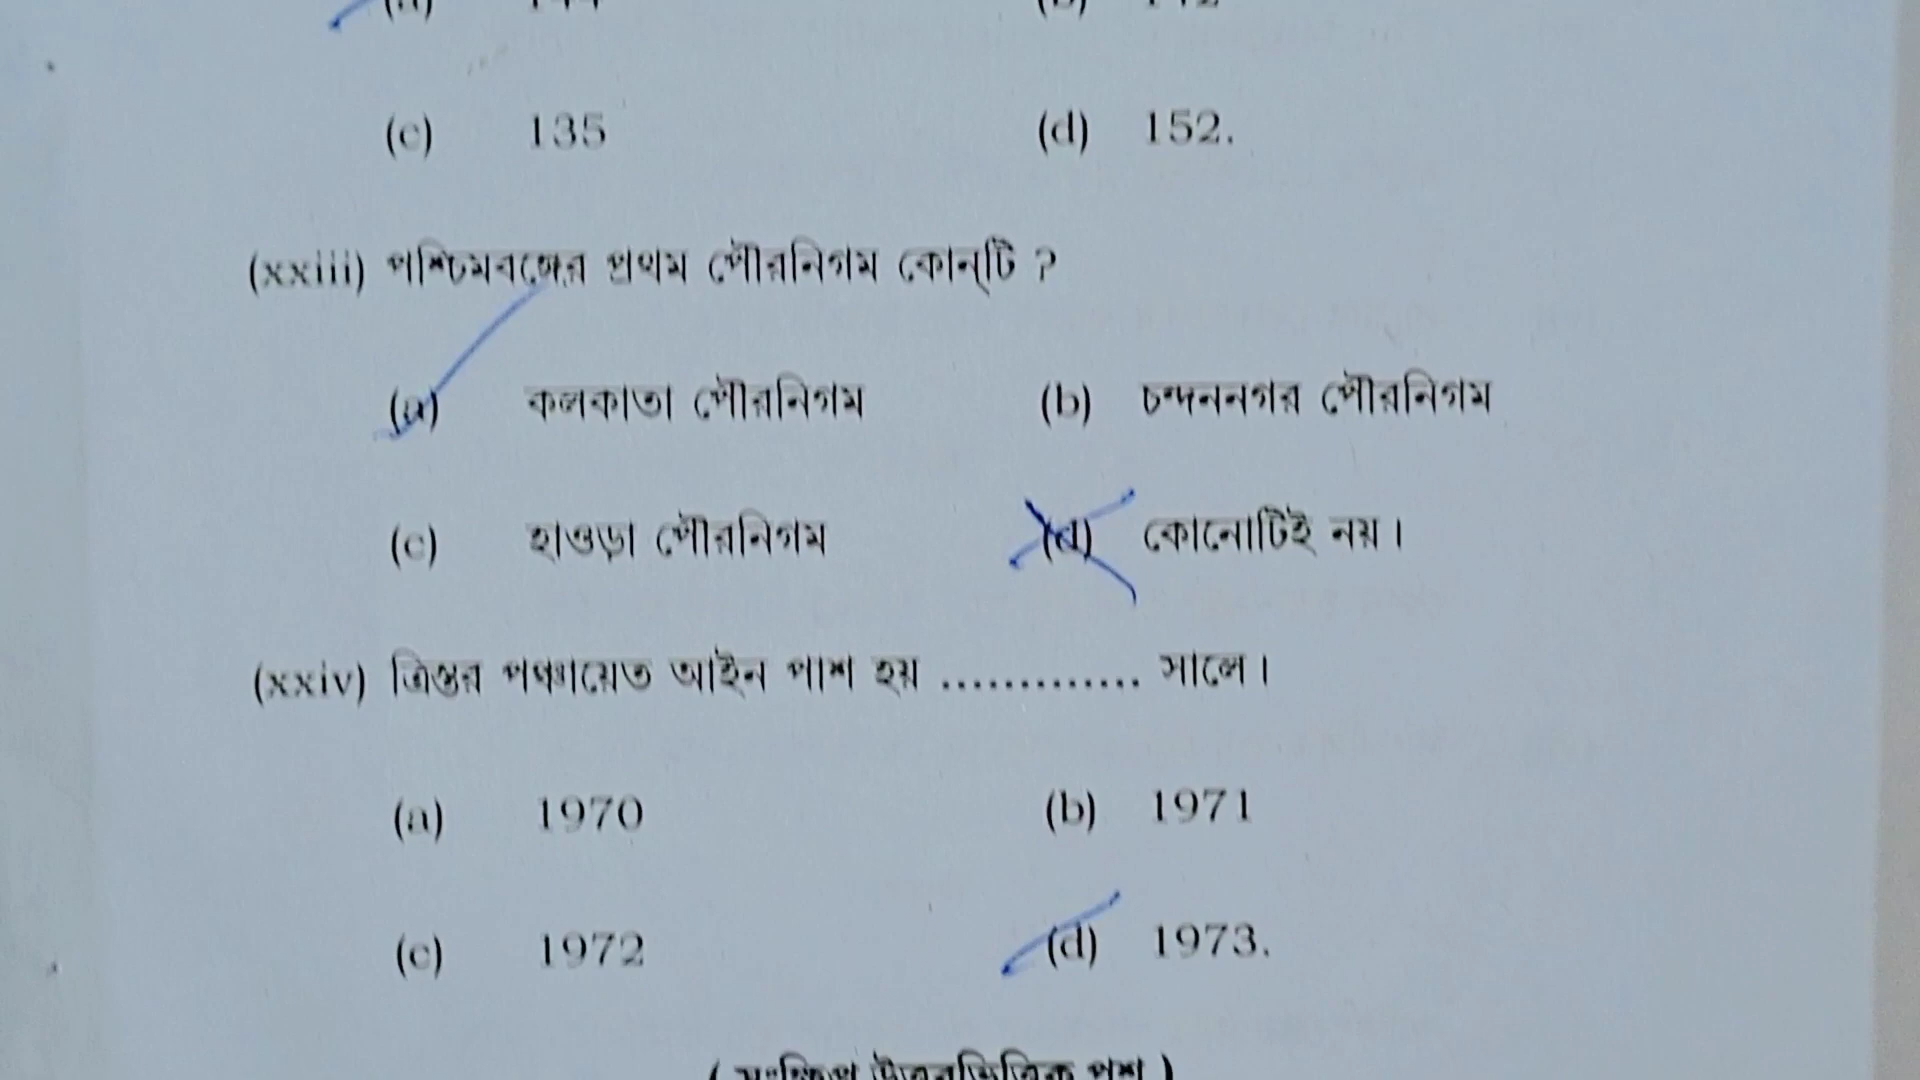 (c) 135 (d) 152.
(xxiii) পশ্চিমবঙ্গের প্রথম পৌরনিগম কোন্‌টি ?
(a) কলকাতা পৌরনিগম (b) চন্দননগর পৌরনিগম
(c) হাওড়া পৌরনিগম (d) কোনোটিই নয়।
(xxiv) ত্রিস্তর পঞ্চায়েত আইন পাশ হয় ............. সালে।
(a) 1970 (b) 1971
(c) 1972 (d) 1973.